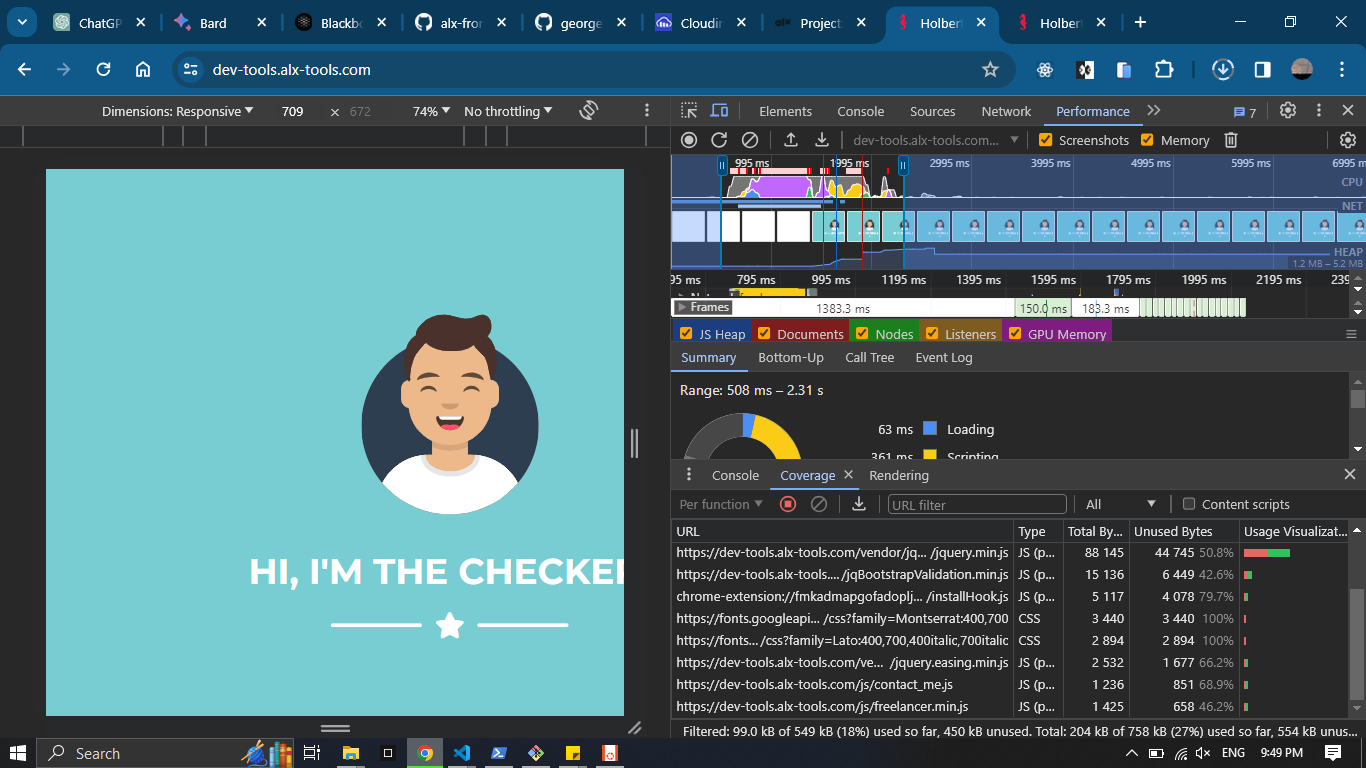 ChatGP
Bard
Blackb
alx-fror
george
Cloudin
alx
Project:
Holbert
Holbert
dev-tools.alx-tools.com
Dimensions: Responsive
709
×
672
74%
No throttling
Elements
Console
Sources
Network
Performance
7
dev-tools.alx-tools.com...
Screenshots
Memory
995 ms
1995 ms
2995 ms
3995 ms
4995 ms
5995 ms
6995 ms
CPU
NET
HEAP
1.2 MB – 5.2 MB
95 ms
795 ms
995 ms
1195 ms
1395 ms
1595 ms
1795 ms
1995 ms
2195 ms
239
Frames
1383.3 ms
150.0 ms
183.3 ms
JS Heap
Documents
Nodes
Listeners
GPU Memory
Summary
Bottom-Up
Call Tree
Event Log
Range: 508 ms – 2.31 s
63 ms
Loading
361 ms
Scripting
HI, I'M THE CHECKER
Console
Coverage
Rendering
Per function
URL filter
All
Content scripts
URL
Type
Total By...
Unused Bytes
Usage Visualizat...
https://dev-tools.alx-tools.com/vendor/jq... /jquery.min.js JS (p... 88 145 44 745 50.8%
https://dev-tools.alx-tools.... /jqBootstrapValidation.min.js JS (p... 15 136 6 449 42.6%
chrome-extension://fmkadmapgofadoplj... /installHook.js JS (p... 5 117 4 078 79.7%
https://fonts.googleapi... /css?family=Montserrat:400,700 CSS 3 440 3 440 100%
https://fonts... /css?family=Lato:400,700,400italic,700italic CSS 2 894 2 894 100%
https://dev-tools.alx-tools.com/ve... /jquery.easing.min.js JS (p... 2 532 1 677 66.2%
https://dev-tools.alx-tools.com/js/contact_me.js JS (p... 1 236 851 68.9%
https://dev-tools.alx-tools.com/js/freelancer.min.js JS (p... 1 425 658 46.2%
Filtered: 99.0 kB of 549 kB (18%) used so far, 450 kB unused. Total: 204 kB of 758 kB (27%) used so far, 554 kB unus...
Search
ENG
9:49 PM